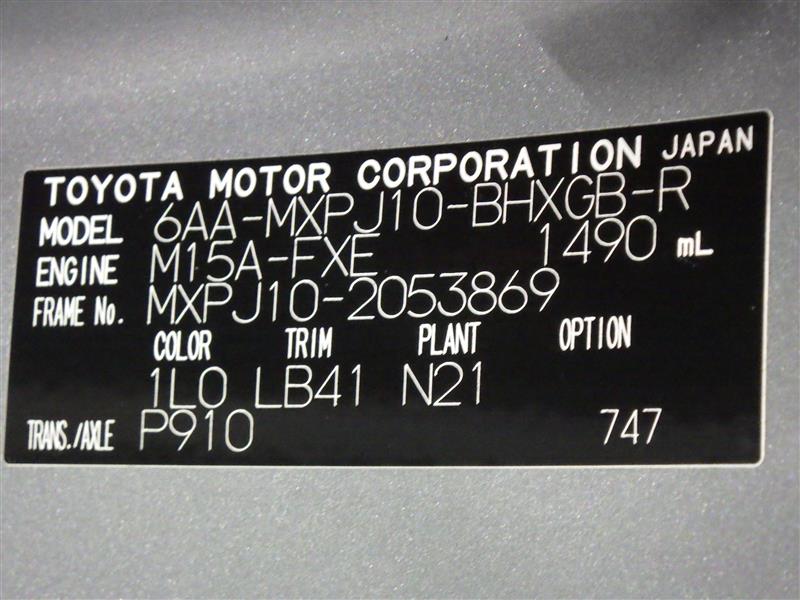 TOYOTA MOTOR CORPORATION JAPAN
MODEL 6AA-MXPJ10-BHXGB-R
ENGINE M15A-FXE 1490 mL
FRAME No. MXPJ10-2053869
COLOR TRIM PLANT OPTION
1L0 LB41 N21
TRANS./AXLE P910 747